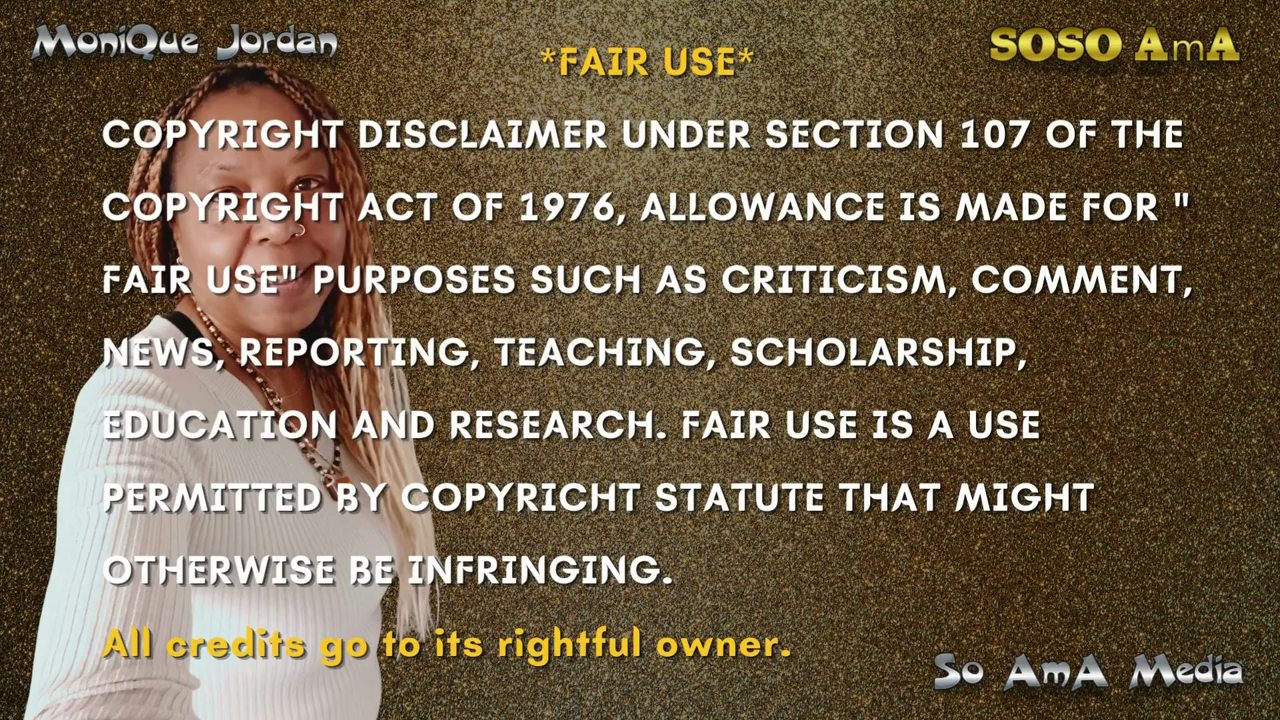 MoniQue Jordan
SOSO AmA
*FAIR USE*
COPYRIGHT DISCLAIMER UNDER SECTION 107 OF THE
COPYRIGHT ACT OF 1976, ALLOWANCE IS MADE FOR "
FAIR USE" PURPOSES SUCH AS CRITICISM, COMMENT,
NEWS, REPORTING, TEACHING, SCHOLARSHIP,
EDUCATION AND RESEARCH. FAIR USE IS A USE
PERMITTED BY COPYRICHT STATUTE THAT MIGHT
OTHERWISE BE INFRINGING.
All credits go to its rightful owner.
So AmA Media